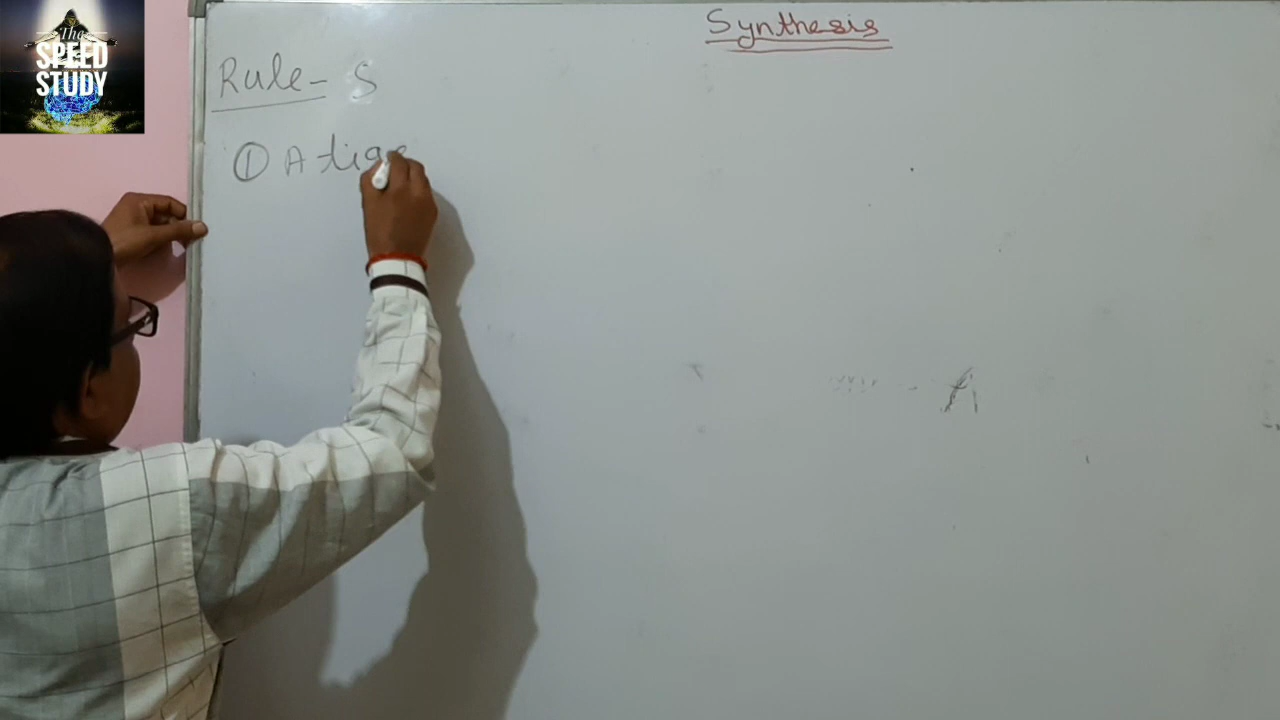 The
SPEED
STUDY
Synthesis
Rule- 5
① A tige
A